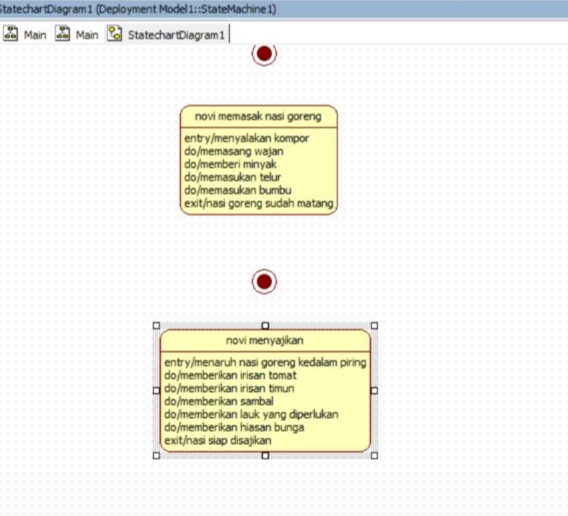 StatechartDiagram1 (Deployment Model1::StateMachine1)
Main Main StatechartDiagram1
novi memasak nasi goreng
entry/menyalakan kompor
do/memasang wajan
do/memberi minyak
do/memasukan telur
do/memasukan bumbu
exit/nasi goreng sudah matang
novi menyajikan
entry/menaruh nasi goreng kedalam piring
do/memberikan irisan tomat
do/memberikan irisan timun
do/memberikan sambal
do/memberikan lauk yang diperlukan
do/memberikan hiasan bunga
exit/nasi siap disajikan